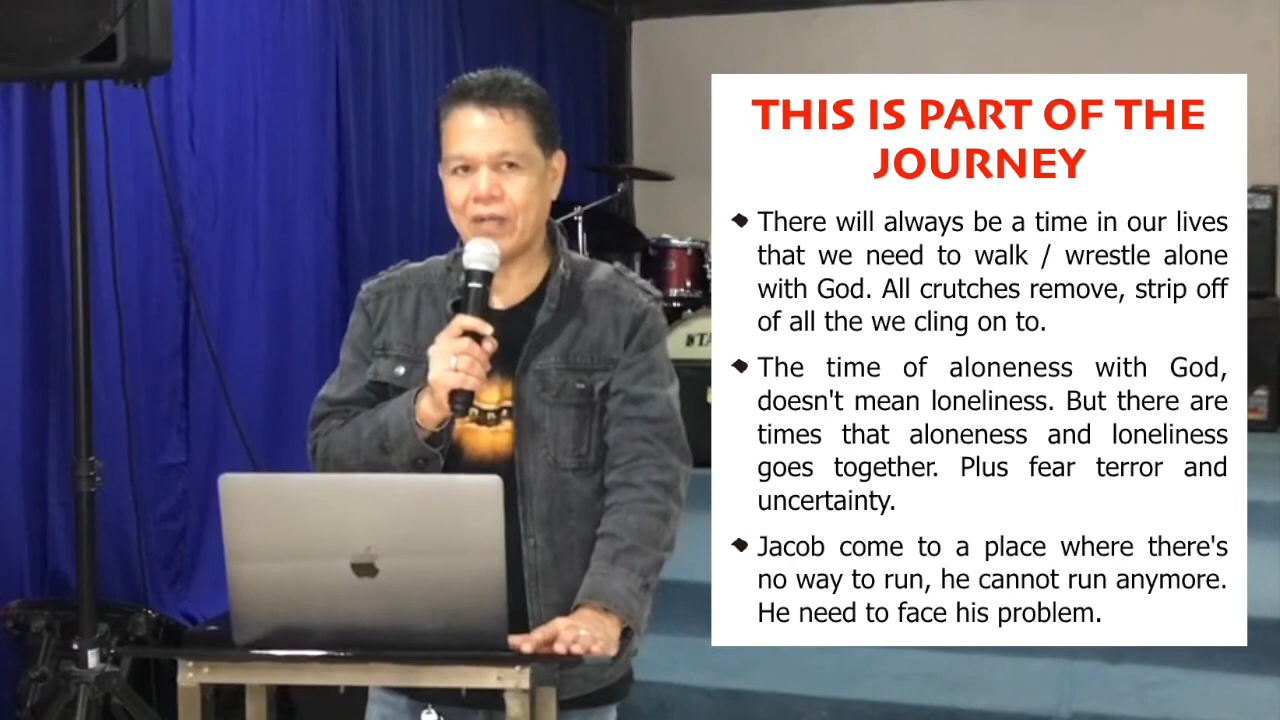 THIS IS PART OF THE
JOURNEY
There will always be a time in our lives
that we need to walk / wrestle alone
with God. All crutches remove, strip off
of all the we cling on to.
The time of aloneness with God,
doesn't mean loneliness. But there are
times that aloneness and loneliness
goes together. Plus fear terror and
uncertainty.
Jacob come to a place where there's
no way to run, he cannot run anymore.
He need to face his problem.